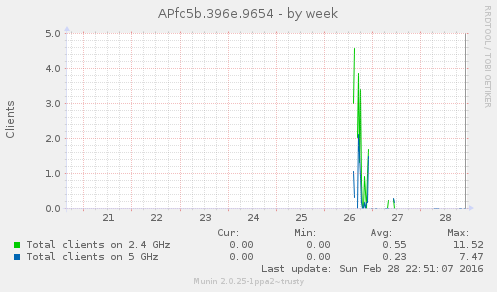 APfc5b.396e.9654 - by week
RRDTOOL / TOBI OETIKER
Clients
5.0
4.0
3.0
2.0
1.0
0.0
21 22 23 24 25 26 27 28
Cur: Min: Avg: Max:
Total clients on 2.4 GHz 0.00 0.00 0.55 11.52
Total clients on 5 GHz 0.00 0.00 0.23 7.47
Last update: Sun Feb 28 22:51:07 2016
Munin 2.0.25-1ppa2~trusty